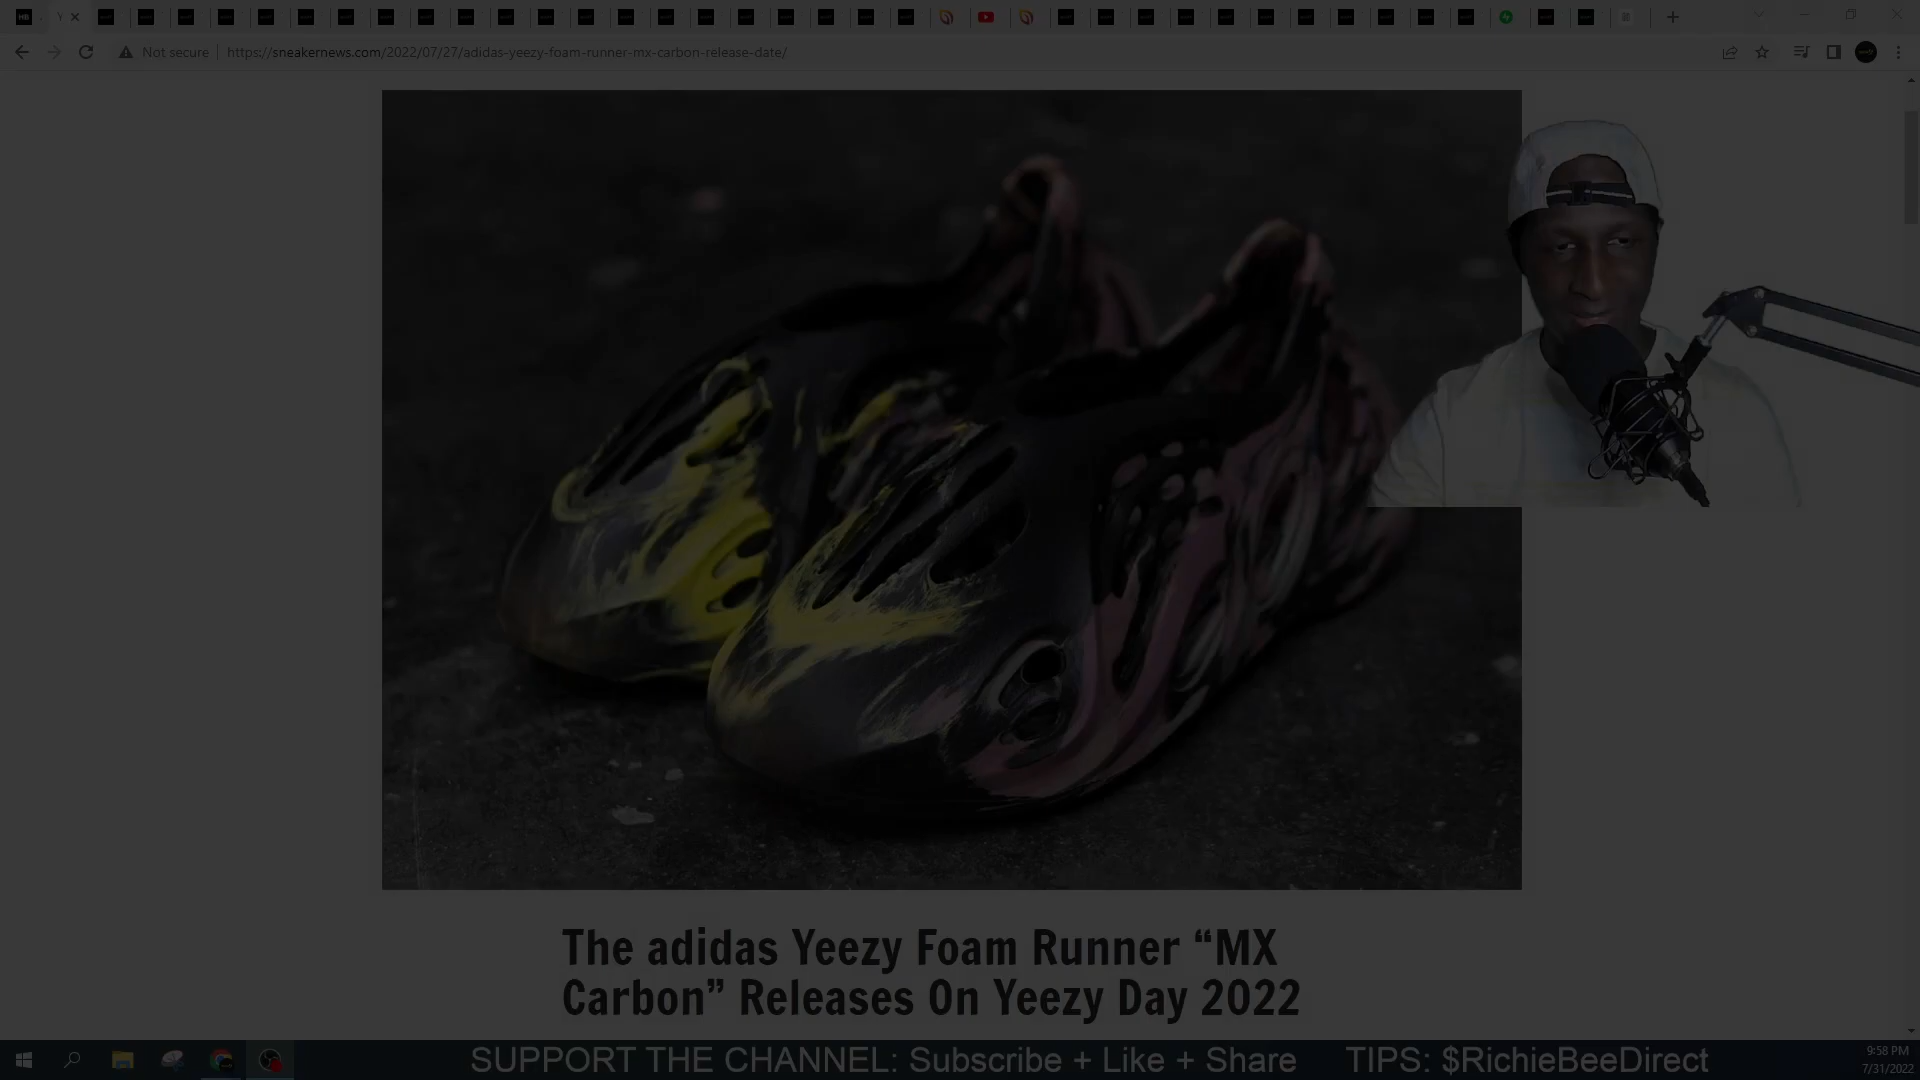 Not secure
https://sneakernews.com/2022/07/27/adidas-yeezy-foam-runner-mx-carbon-release-date/
The adidas Yeezy Foam Runner “MX
Carbon” Releases On Yeezy Day 2022
SUPPORT THE CHANNEL: Subscribe + Like + Share TIPS: $RichieBeeDirect
9:58 PM
7/31/2022